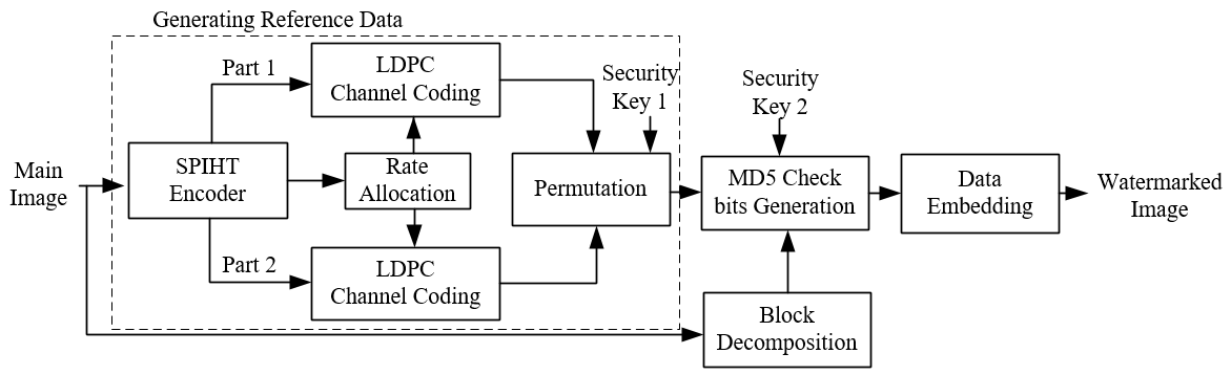 Generating Reference Data
Part 1
LDPC
Channel Coding
Security
Key 1
Security
Key 2
Main
Image
SPIHT
Encoder
Rate
Allocation
Permutation
MD5 Check
bits Generation
Data
Embedding
Watermarked
Image
Part 2
LDPC
Channel Coding
Block
Decomposition